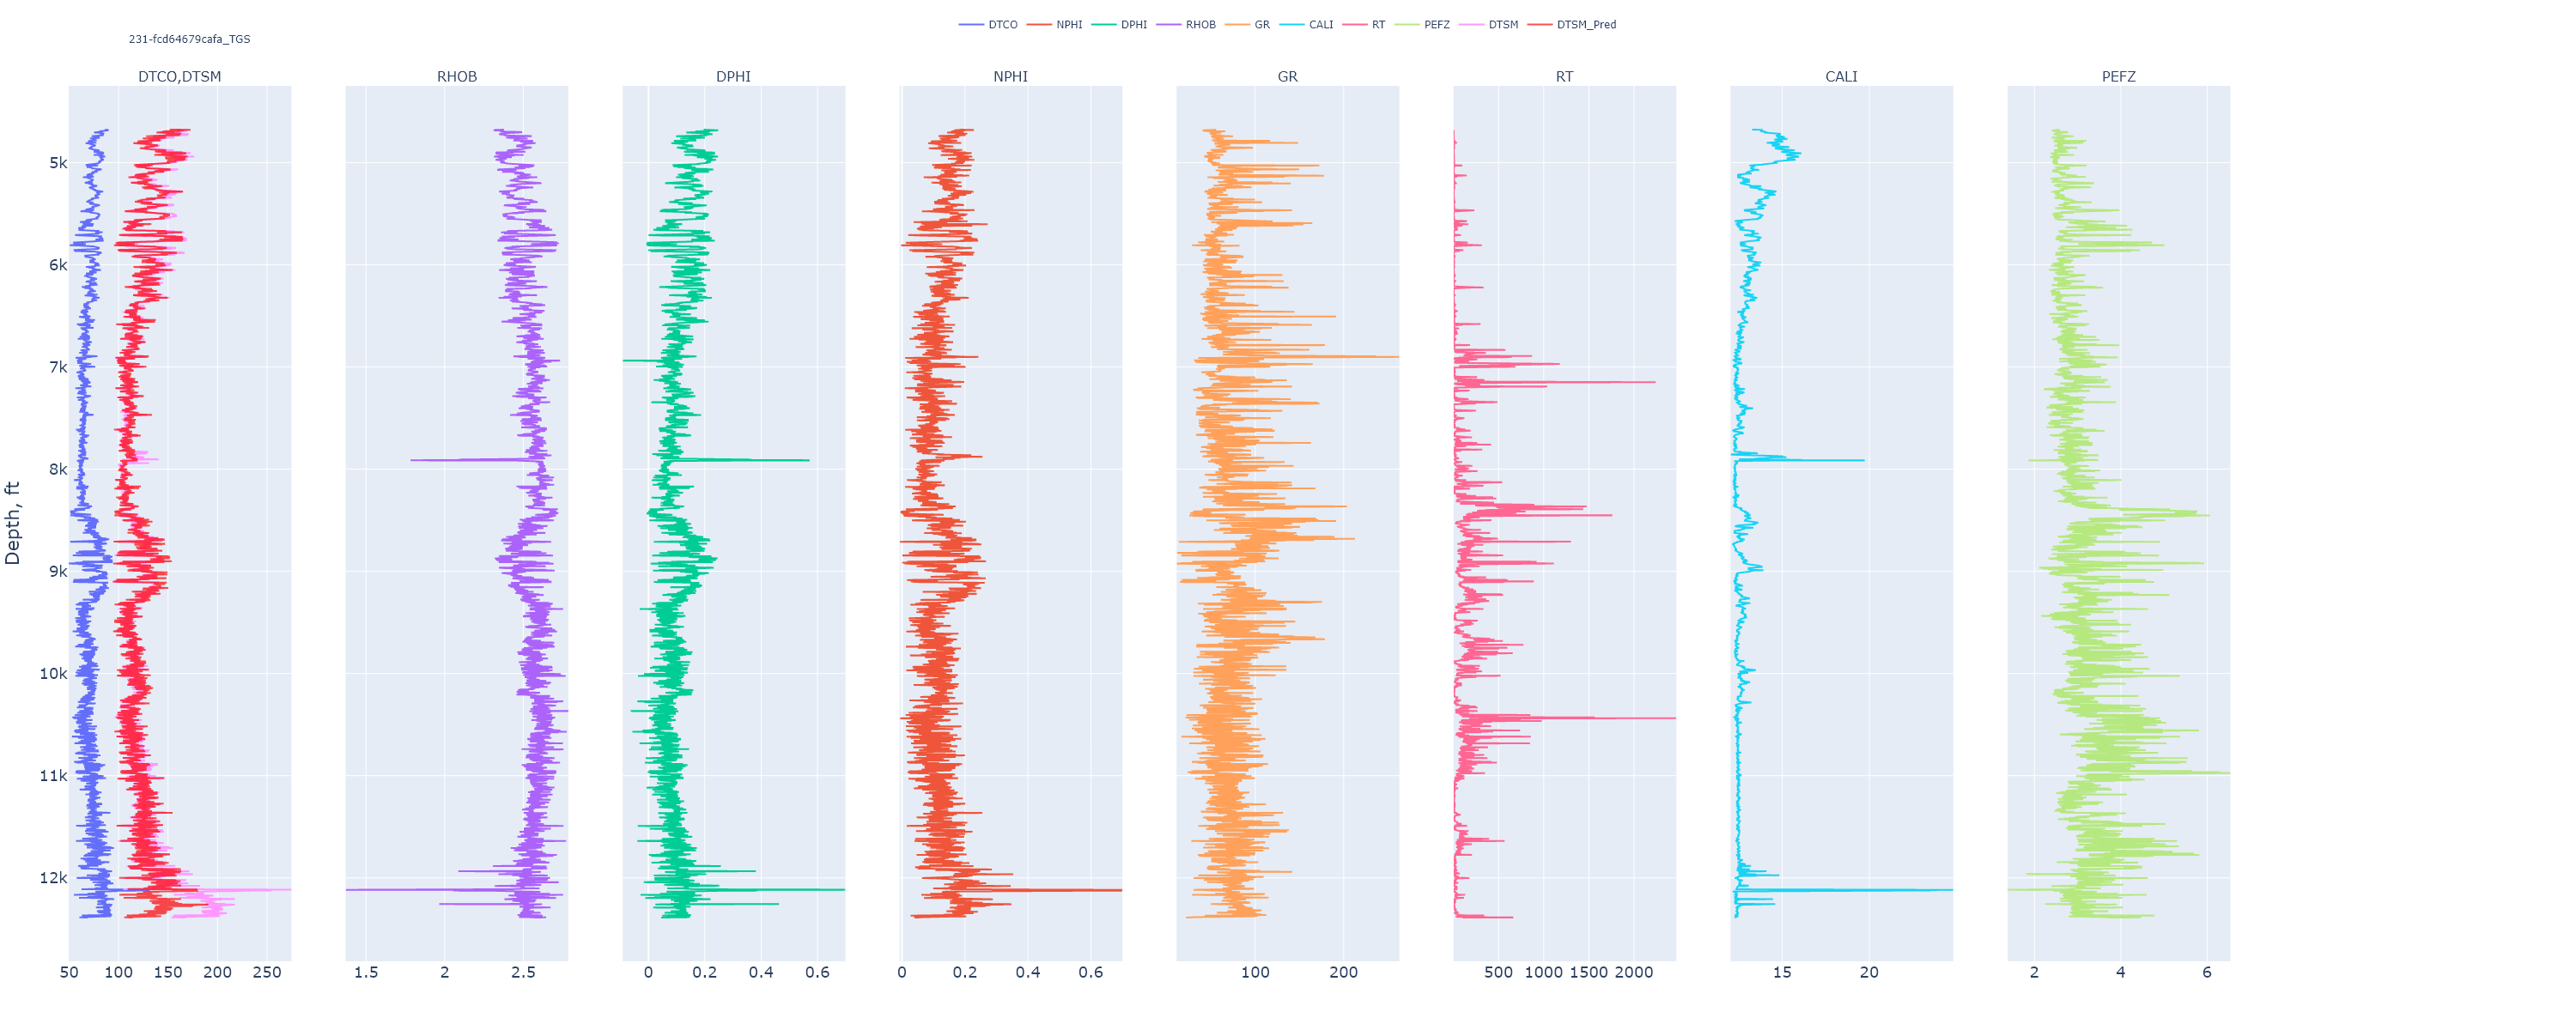 DTCO NPHI DPHI RHOB GR CALI RT PEFZ DTSM DTSM_Pred
231-fcd64679cafa_TGS
DTCO,DTSM RHOB DPHI NPHI GR RT CALI PEFZ
5k
6k
7k
8k
9k
10k
11k
12k
Depth, ft
50 100 150 200 250 1.5 2 2.5 0 0.2 0.4 0.6 0 0.2 0.4 0.6 100 200 500 1000 1500 2000 15 20 2 4 6